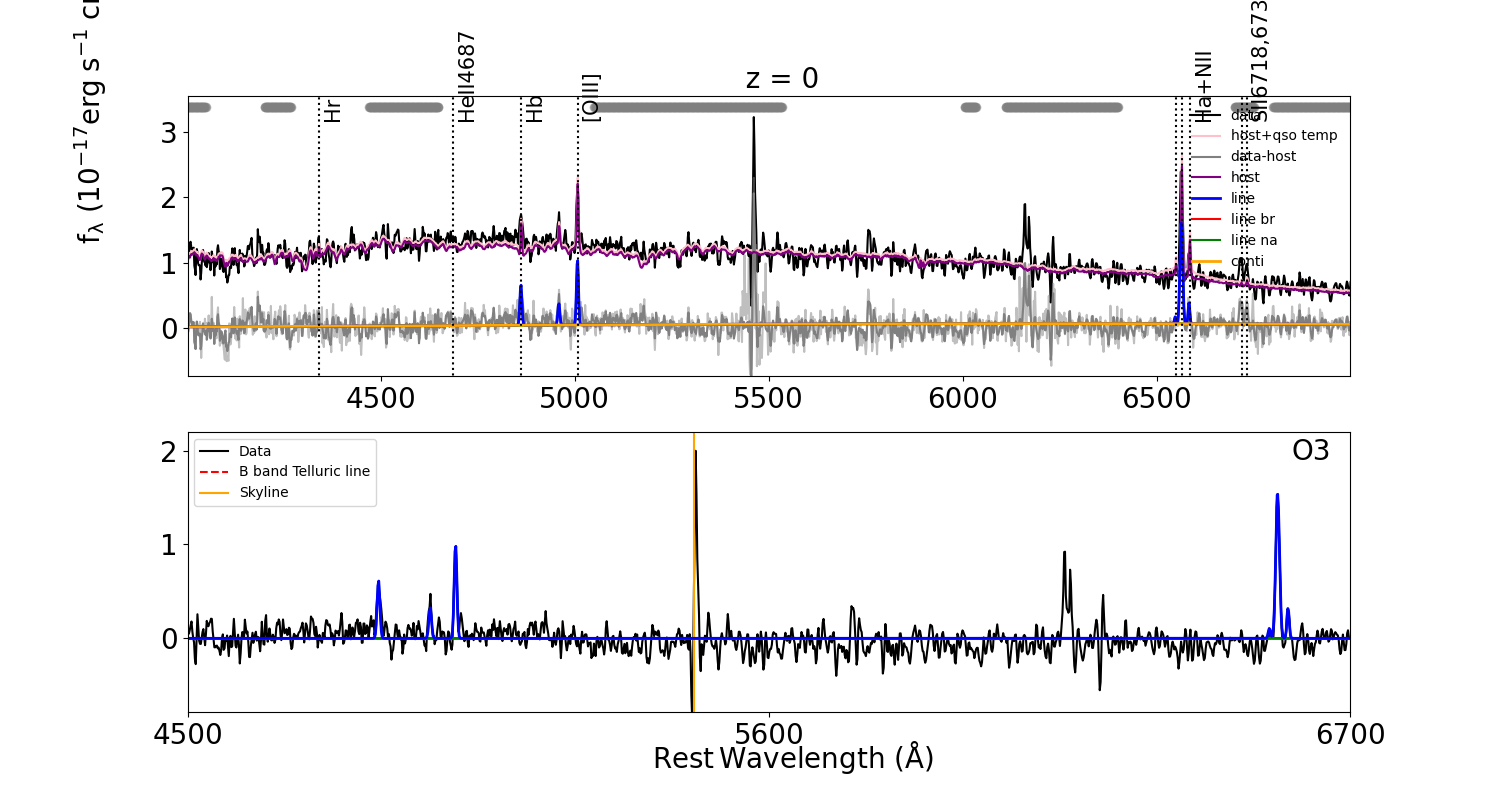 z = 0
f_λ (10^−17 erg s^−1
Hr
HeII4687
Hb
[OIII]
Ha+NII
SII6718,673
data
host+qso temp
data-host
host
line
line br
line na
conti
3
2
1
0
4500 5000 5500 6000 6500
O3
Data
B band Telluric line
Skyline
2
1
0
4500 5600 6700
Rest Wavelength (Å)